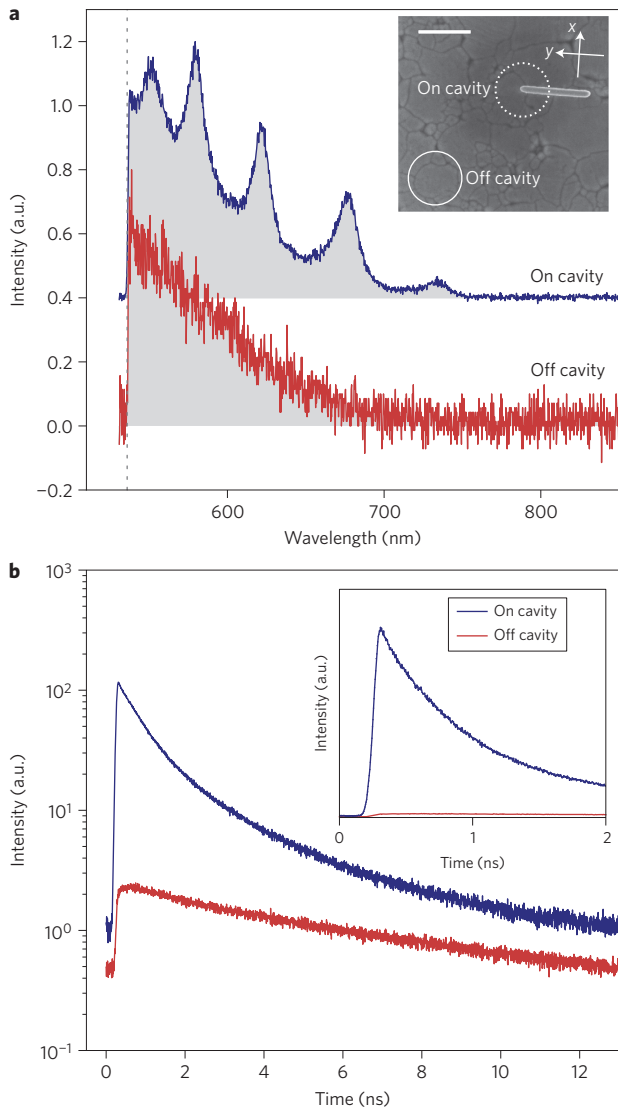 a
1.2
1.0
0.8
0.6
0.4
0.2
0.0
−0.2
Intensity (a.u.)
600
700
800
Wavelength (nm)
On cavity
Off cavity
x
y
On cavity
Off cavity
b
10³
10²
10¹
10⁰
10⁻¹
Intensity (a.u.)
0
2
4
6
8
10
12
Time (ns)
On cavity
Off cavity
Intensity (a.u.)
0
1
2
Time (ns)